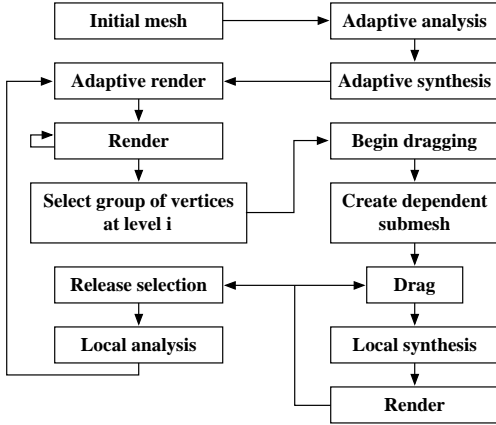 Initial mesh
Adaptive analysis
Adaptive render
Adaptive synthesis
Render
Begin dragging
Select group of vertices
at level i
Create dependent
submesh
Release selection
Drag
Local analysis
Local synthesis
Render